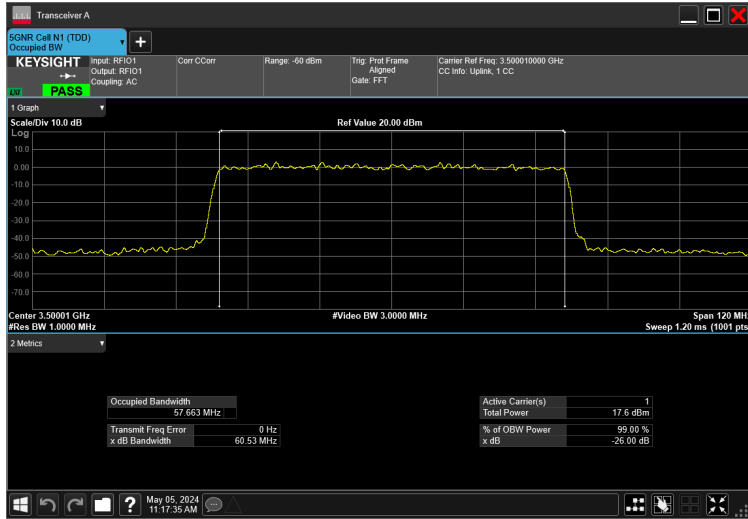 Transceiver A
5GNR Cell N1 (TDD)
Occupied BW
KEYSIGHT
LXI
PASS
Input: RFIO1
Output: RFIO1
Coupling: AC
Corr CCorr
Range: -60 dBm
Trig: Prot Frame
Aligned
Gate: FFT
Carrier Ref Freq: 3.500010000 GHz
CC Info: Uplink, 1 CC
1 Graph
Scale/Div 10.0 dB
Ref Value 20.00 dBm
Log
10.0
0.00
-10.0
-20.0
-30.0
-40.0
-50.0
-60.0
-70.0
Center 3.50001 GHz
#Video BW 3.0000 MHz
Span 120 MH
#Res BW 1.0000 MHz
Sweep 1.20 ms (1001 pts
2 Metrics
Occupied Bandwidth
57.663 MHz
Transmit Freq Error 0 Hz
x dB Bandwidth 60.53 MHz
Active Carrier(s) 1
Total Power 17.6 dBm
% of OBW Power 99.00 %
x dB -26.00 dB
?
May 05, 2024
11:17:35 AM